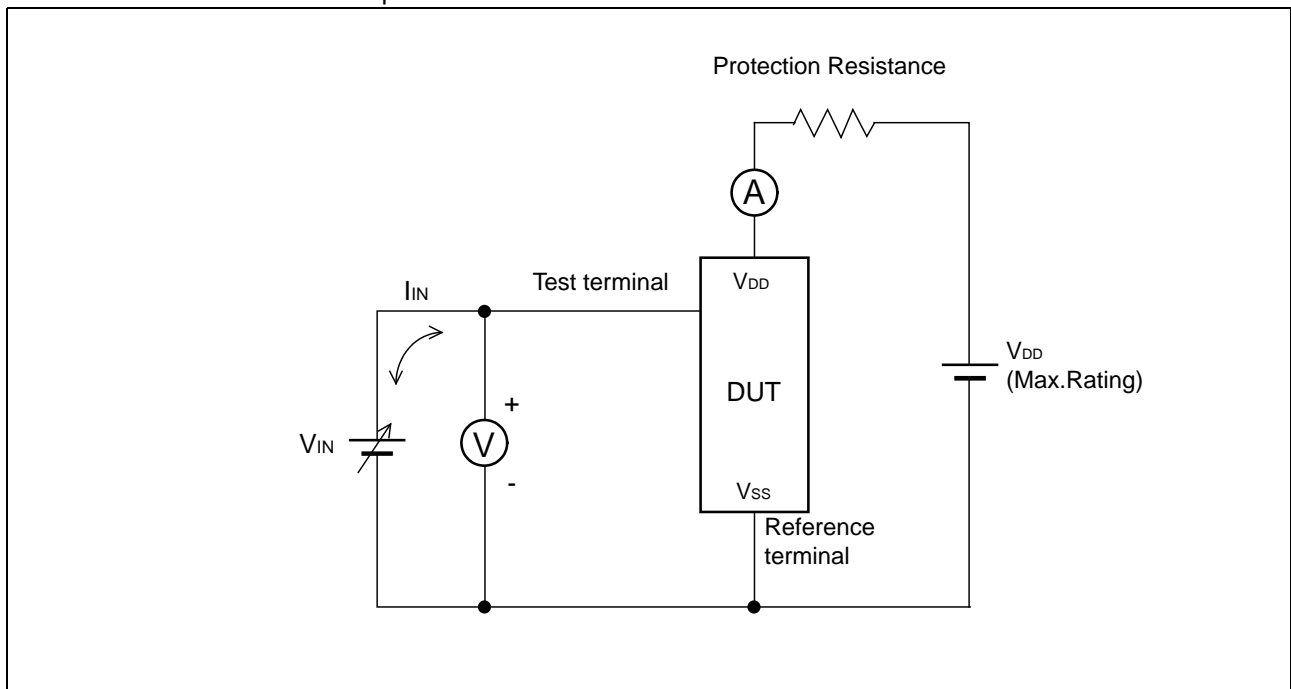 Protection Resistance
A
Test terminal
VDD
IIN
VDD
(Max.Rating)
DUT
+
VIN
V
-
VSS
Reference
terminal